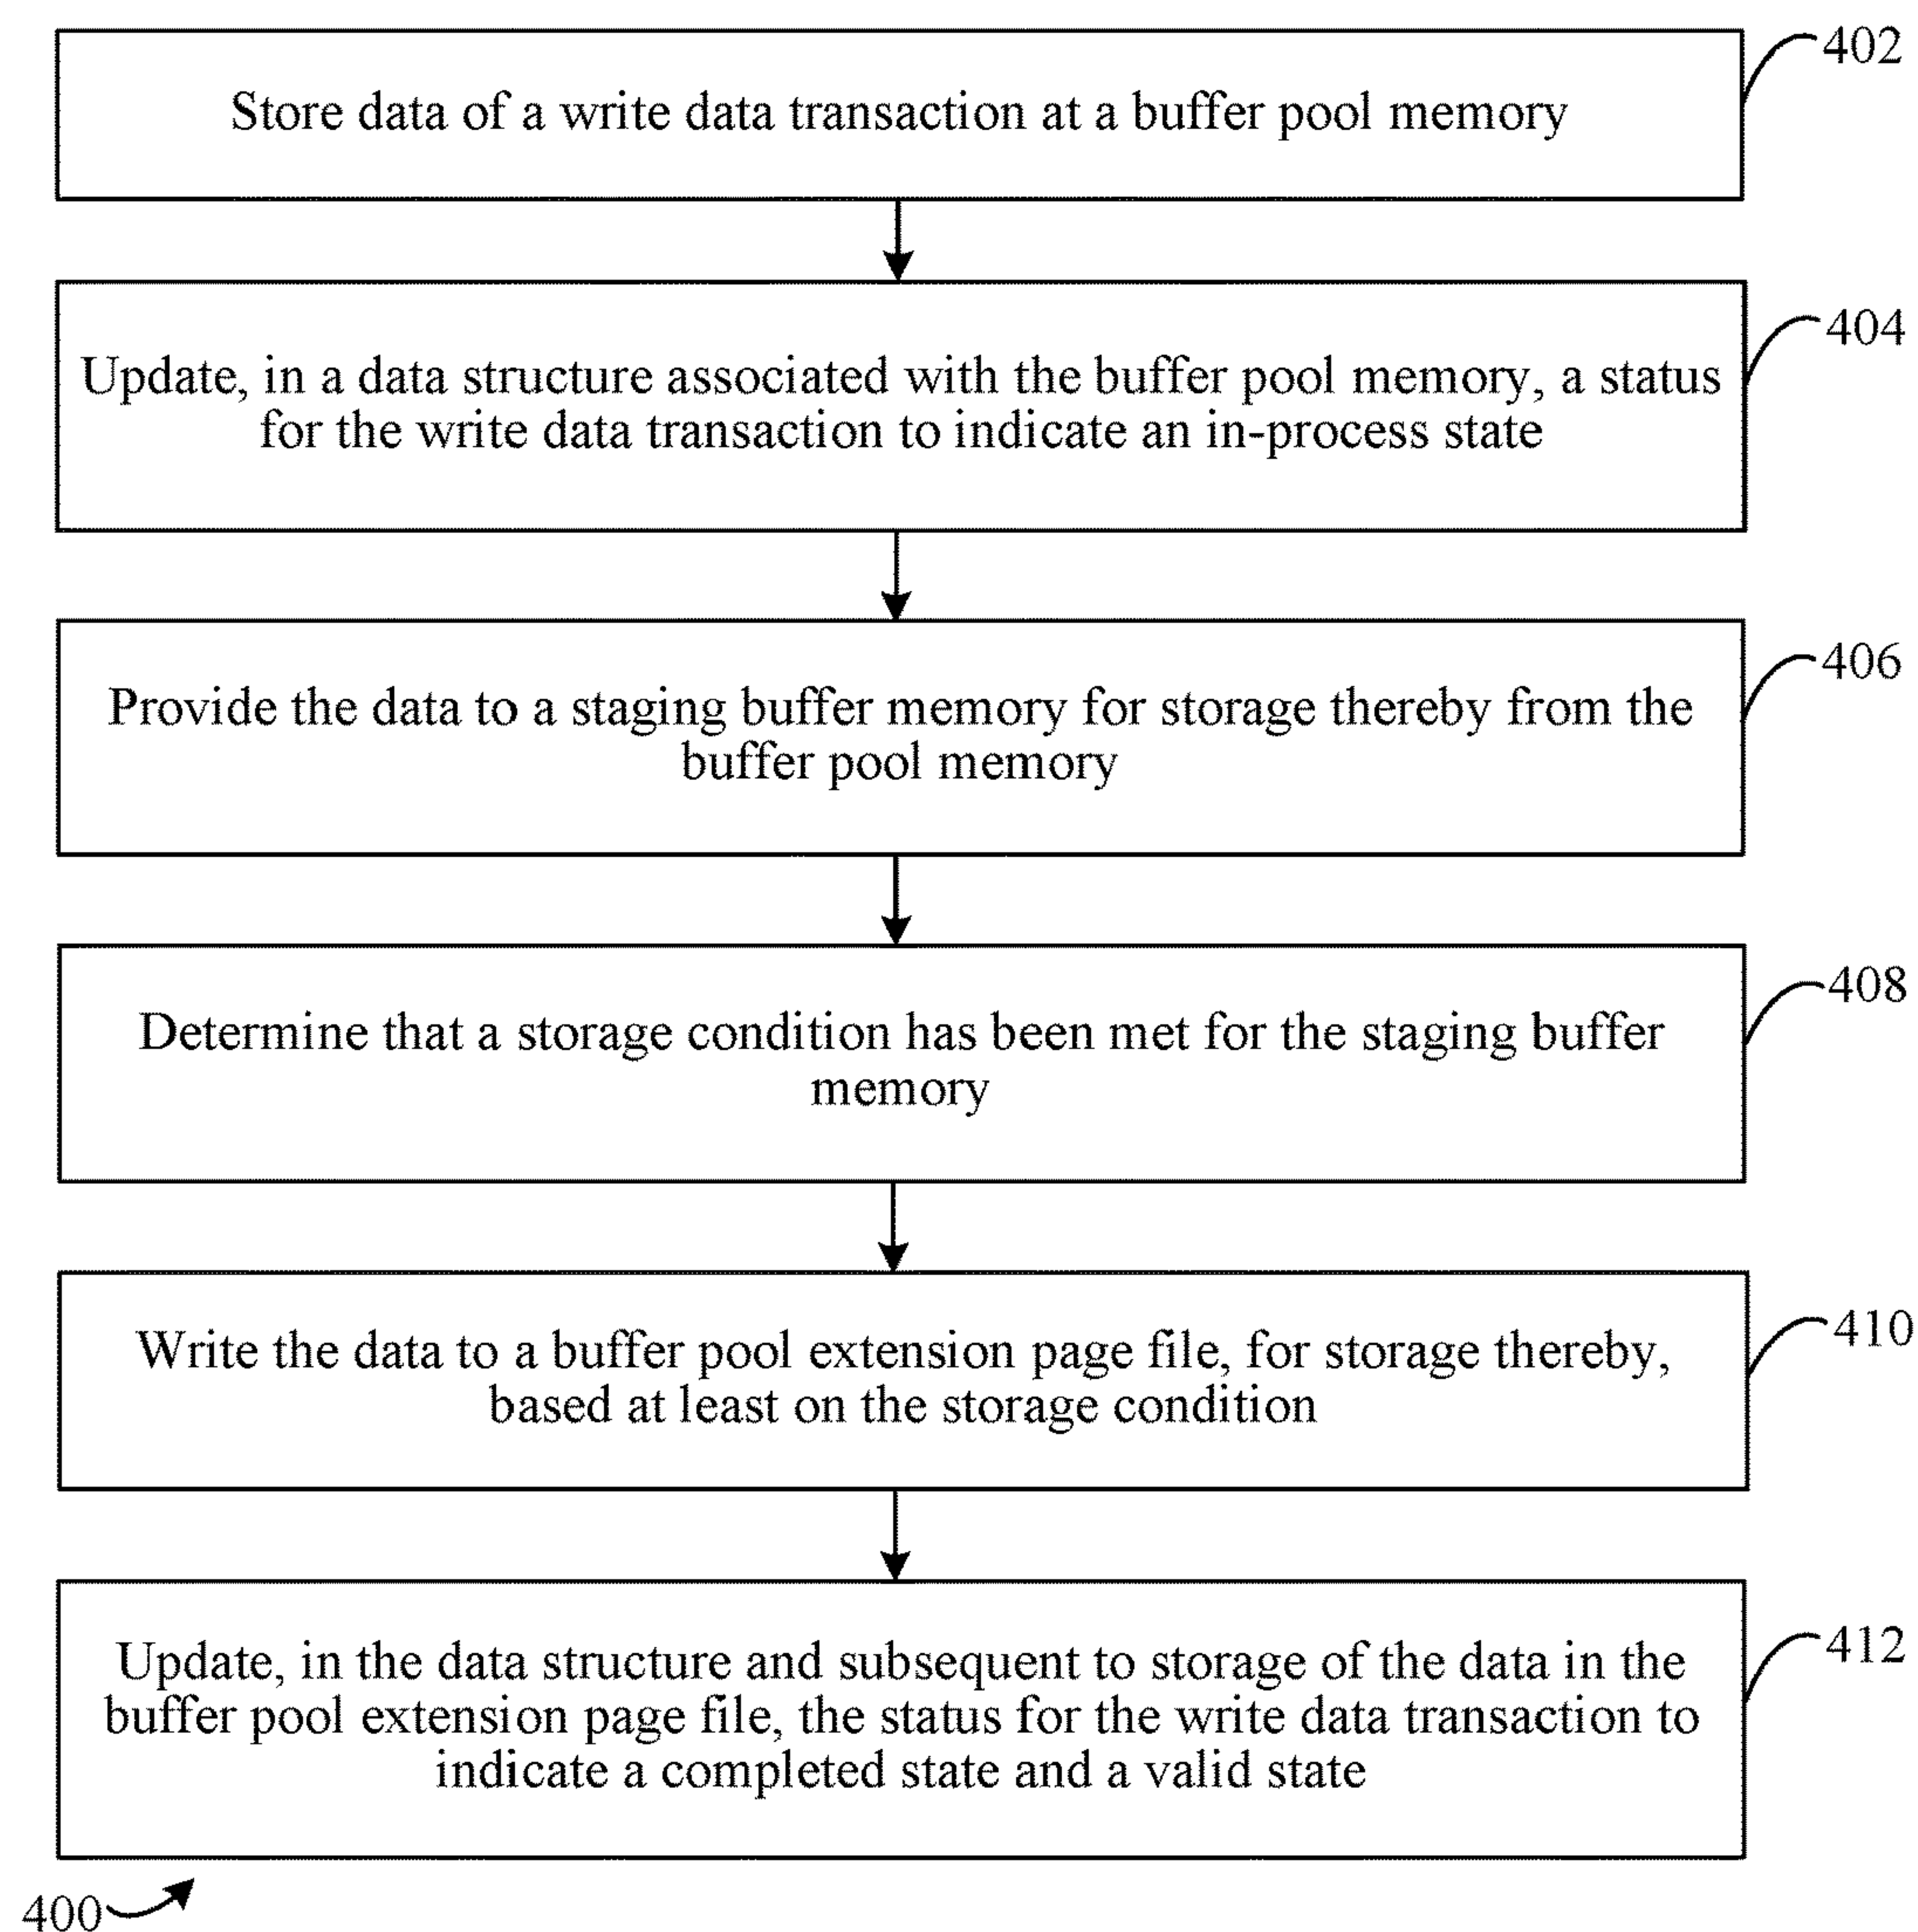 402
Store data of a write data transaction at a buffer pool memory
404
Update, in a data structure associated with the buffer pool memory, a status
for the write data transaction to indicate an in-process state
406
Provide the data to a staging buffer memory for storage thereby from the
buffer pool memory
408
Determine that a storage condition has been met for the staging buffer
memory
410
Write the data to a buffer pool extension page file, for storage thereby,
based at least on the storage condition
412
Update, in the data structure and subsequent to storage of the data in the
buffer pool extension page file, the status for the write data transaction to
indicate a completed state and a valid state
400